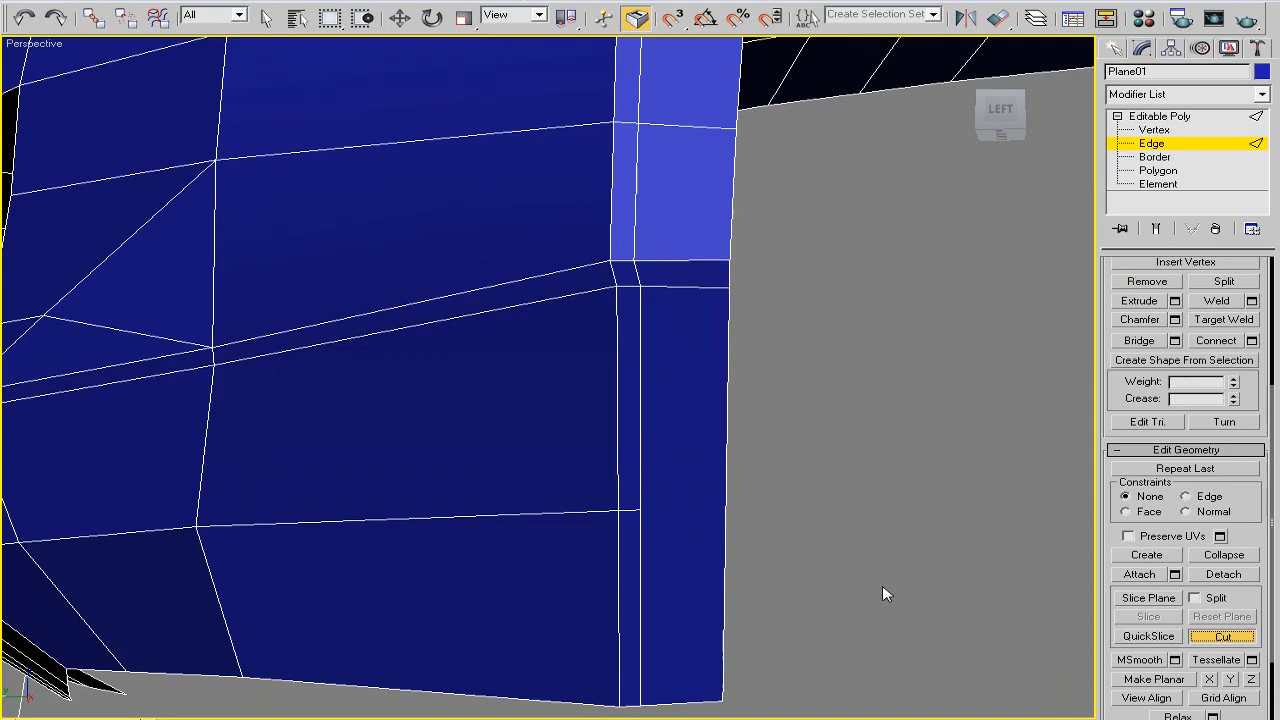 All
View
ABC
Create Selection Set
Perspective
LEFT
Plane01
Modifier List
Editable Poly
Vertex
Edge
Border
Polygon
Element
Insert Vertex
Remove Split
Extrude Weld
Chamfer Target Weld
Bridge Connect
Create Shape From Selection
Weight:
Crease:
Edit Tri. Turn
Edit Geometry
Repeat Last
Constraints
None Edge
Face Normal
Preserve UVs
Create Collapse
Attach Detach
Slice Plane Split
Slice Reset Plane
QuickSlice Cut
MSmooth Tessellate
Make Planar X Y Z
View Align Grid Align
Relax